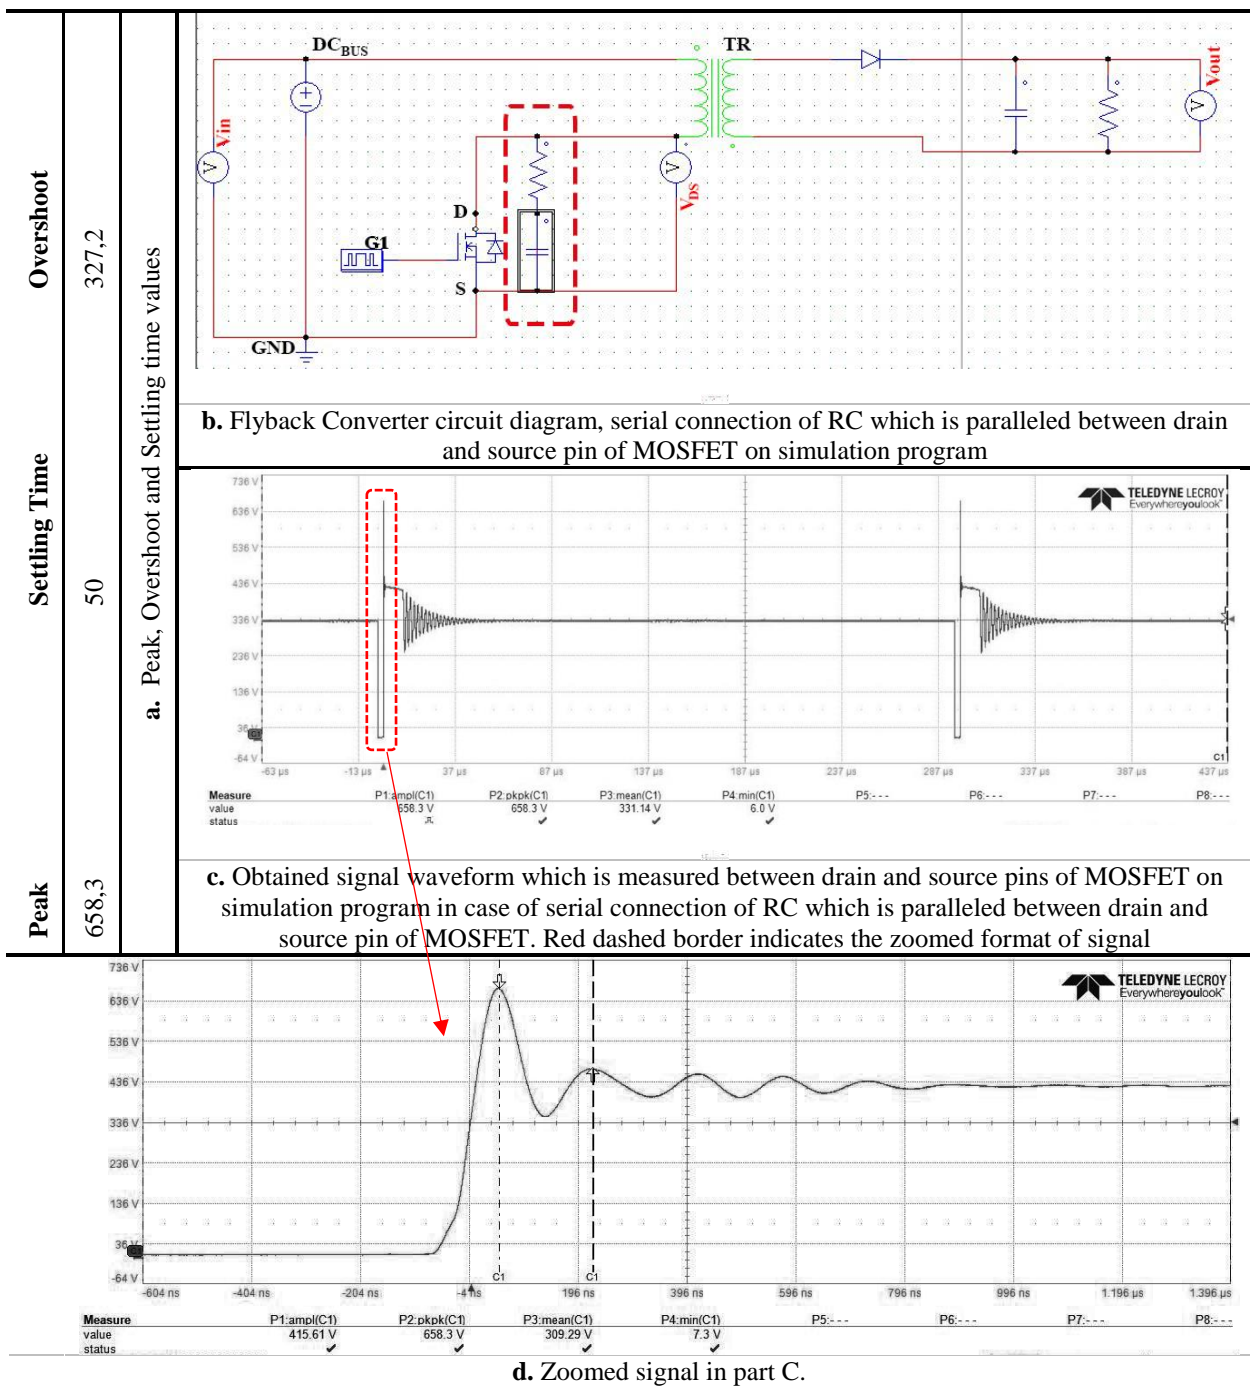 Overshoot
327,2
Settling Time
50
Peak
658,3
a. Peak, Overshoot and Settling time values
DCBUS
TR
Vin
Vout
VDS
D
G1
S
GND
b. Flyback Converter circuit diagram, serial connection of RC which is paralleled between drain
and source pin of MOSFET on simulation program
736 V
636 V
536 V
436 V
336 V
236 V
136 V
36 V
-64 V
C1
TELEDYNE LECROY
Everywhereyoulook
C1
-63 µs -13 µs 37 µs 87 µs 137 µs 187 µs 237 µs 287 µs 337 µs 387 µs 437 µs
Measure P1:ampl(C1) P2:pkpk(C1) P3:mean(C1) P4:min(C1) P5:- - - P6:- - - P7:- - - P8:- - -
value 658.3 V 658.3 V 331.14 V 6.0 V
status
c. Obtained signal waveform which is measured between drain and source pins of MOSFET on
simulation program in case of serial connection of RC which is paralleled between drain and
source pin of MOSFET. Red dashed border indicates the zoomed format of signal
736 V
636 V
536 V
436 V
336 V
236 V
136 V
36 V
-64 V
TELEDYNE LECROY
Everywhereyoulook
C1 C1
-604 ns -404 ns -204 ns -4 ns 196 ns 396 ns 596 ns 796 ns 996 ns 1.196 µs 1.396 µs
Measure P1:ampl(C1) P2:pkpk(C1) P3:mean(C1) P4:min(C1) P5:- - - P6:- - - P7:- - - P8:- - -
value 415.61 V 658.3 V 309.29 V 7.3 V
status
d. Zoomed signal in part C.